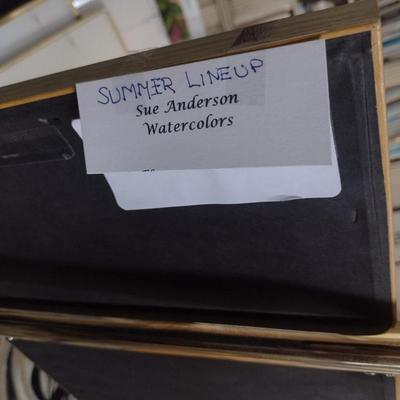 SUMMER LINEUP
Sue Anderson
Watercolors